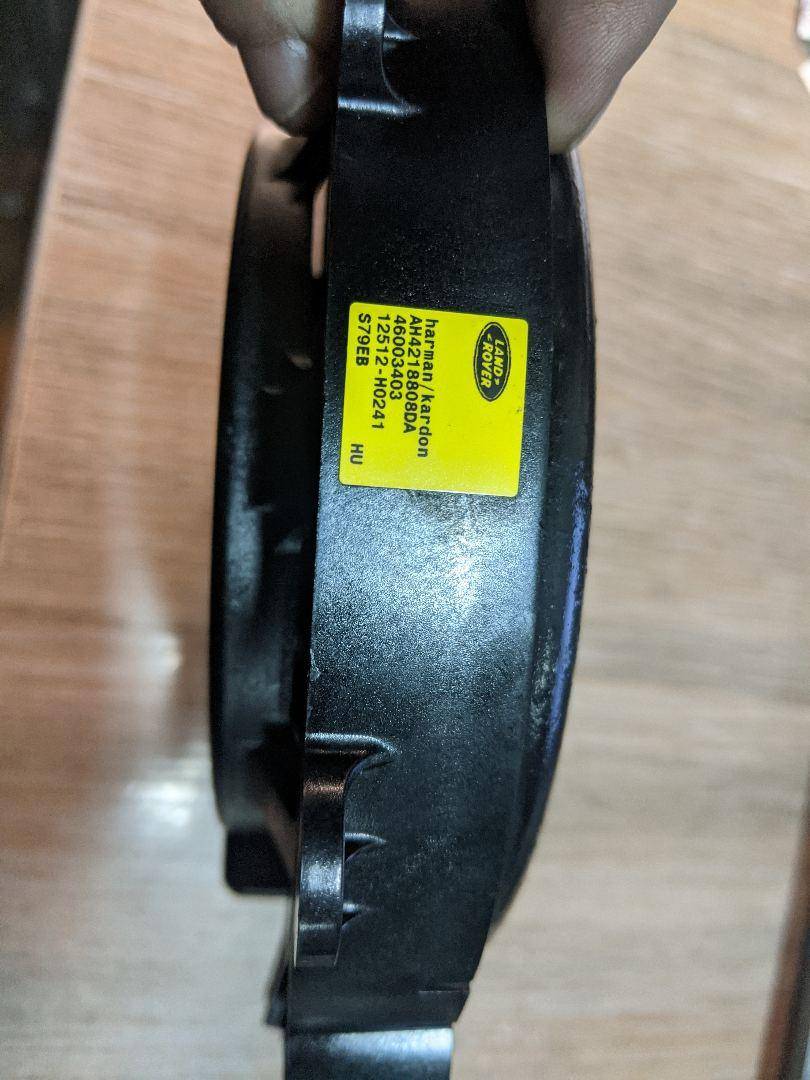 LAND-
-ROVER
harman/kardon
AH4218808DA
46003403
12512-H0241
S79EB HU